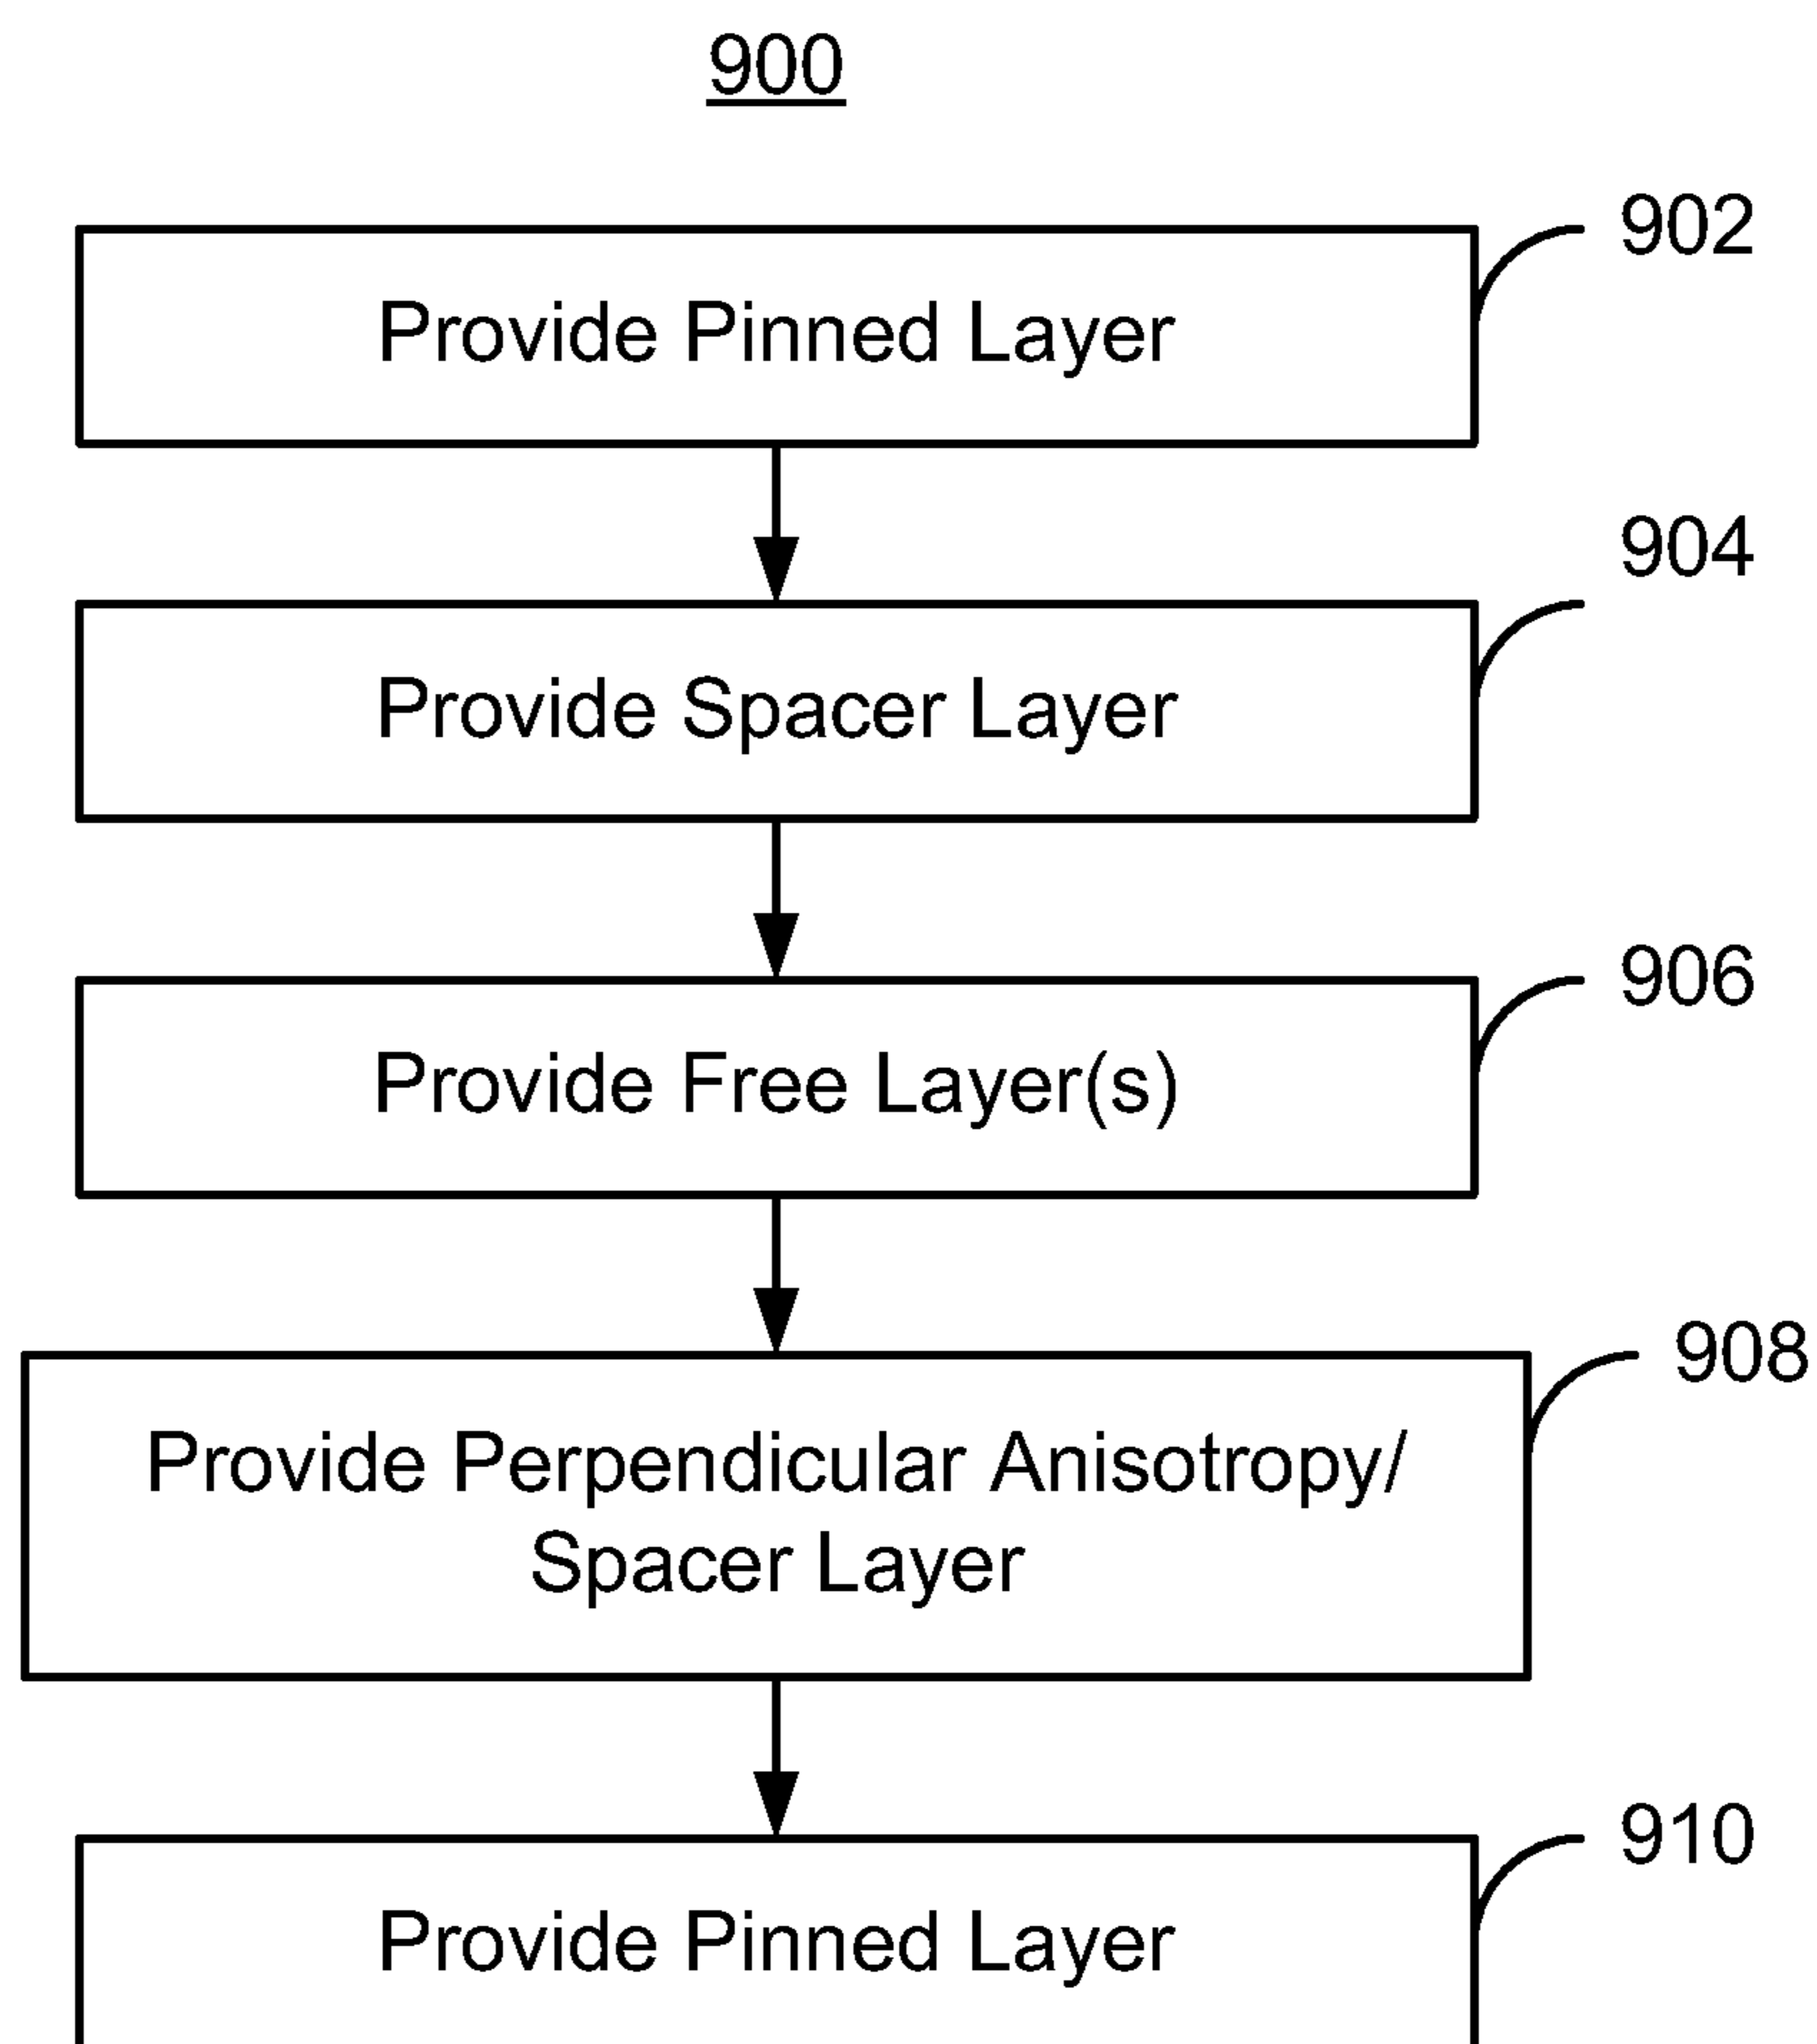 900
902
Provide Pinned Layer
904
Provide Spacer Layer
906
Provide Free Layer(s)
908
Provide Perpendicular Anisotropy/
Spacer Layer
910
Provide Pinned Layer